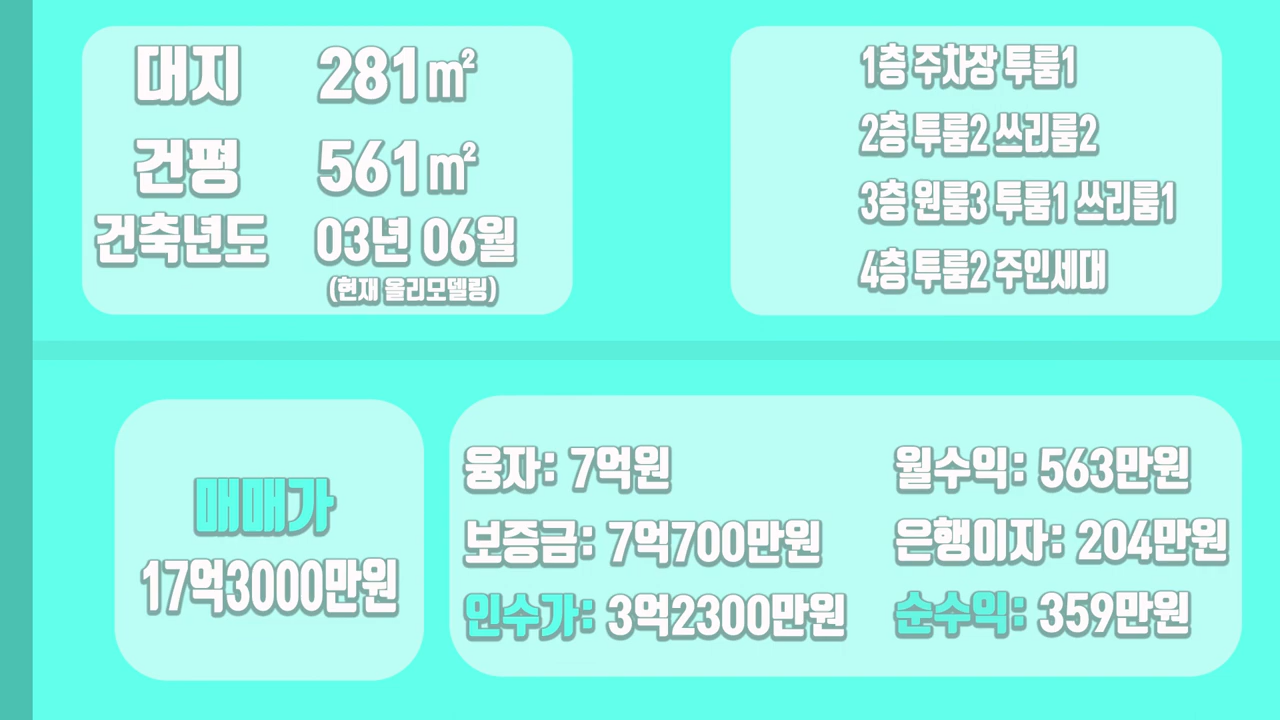 대지 281㎡
건평 561㎡
건축년도 03년 06월
(현재 올리모델링)
1층 주차장 투룸1
2층 투룸2 쓰리룸2
3층 원룸3 투룸1 쓰리룸1
4층 투룸2 주인세대
매매가
17억3000만원
융자: 7억원
보증금: 7억700만원
인수가: 3억2300만원
월수익: 563만원
은행이자: 204만원
순수익: 359만원